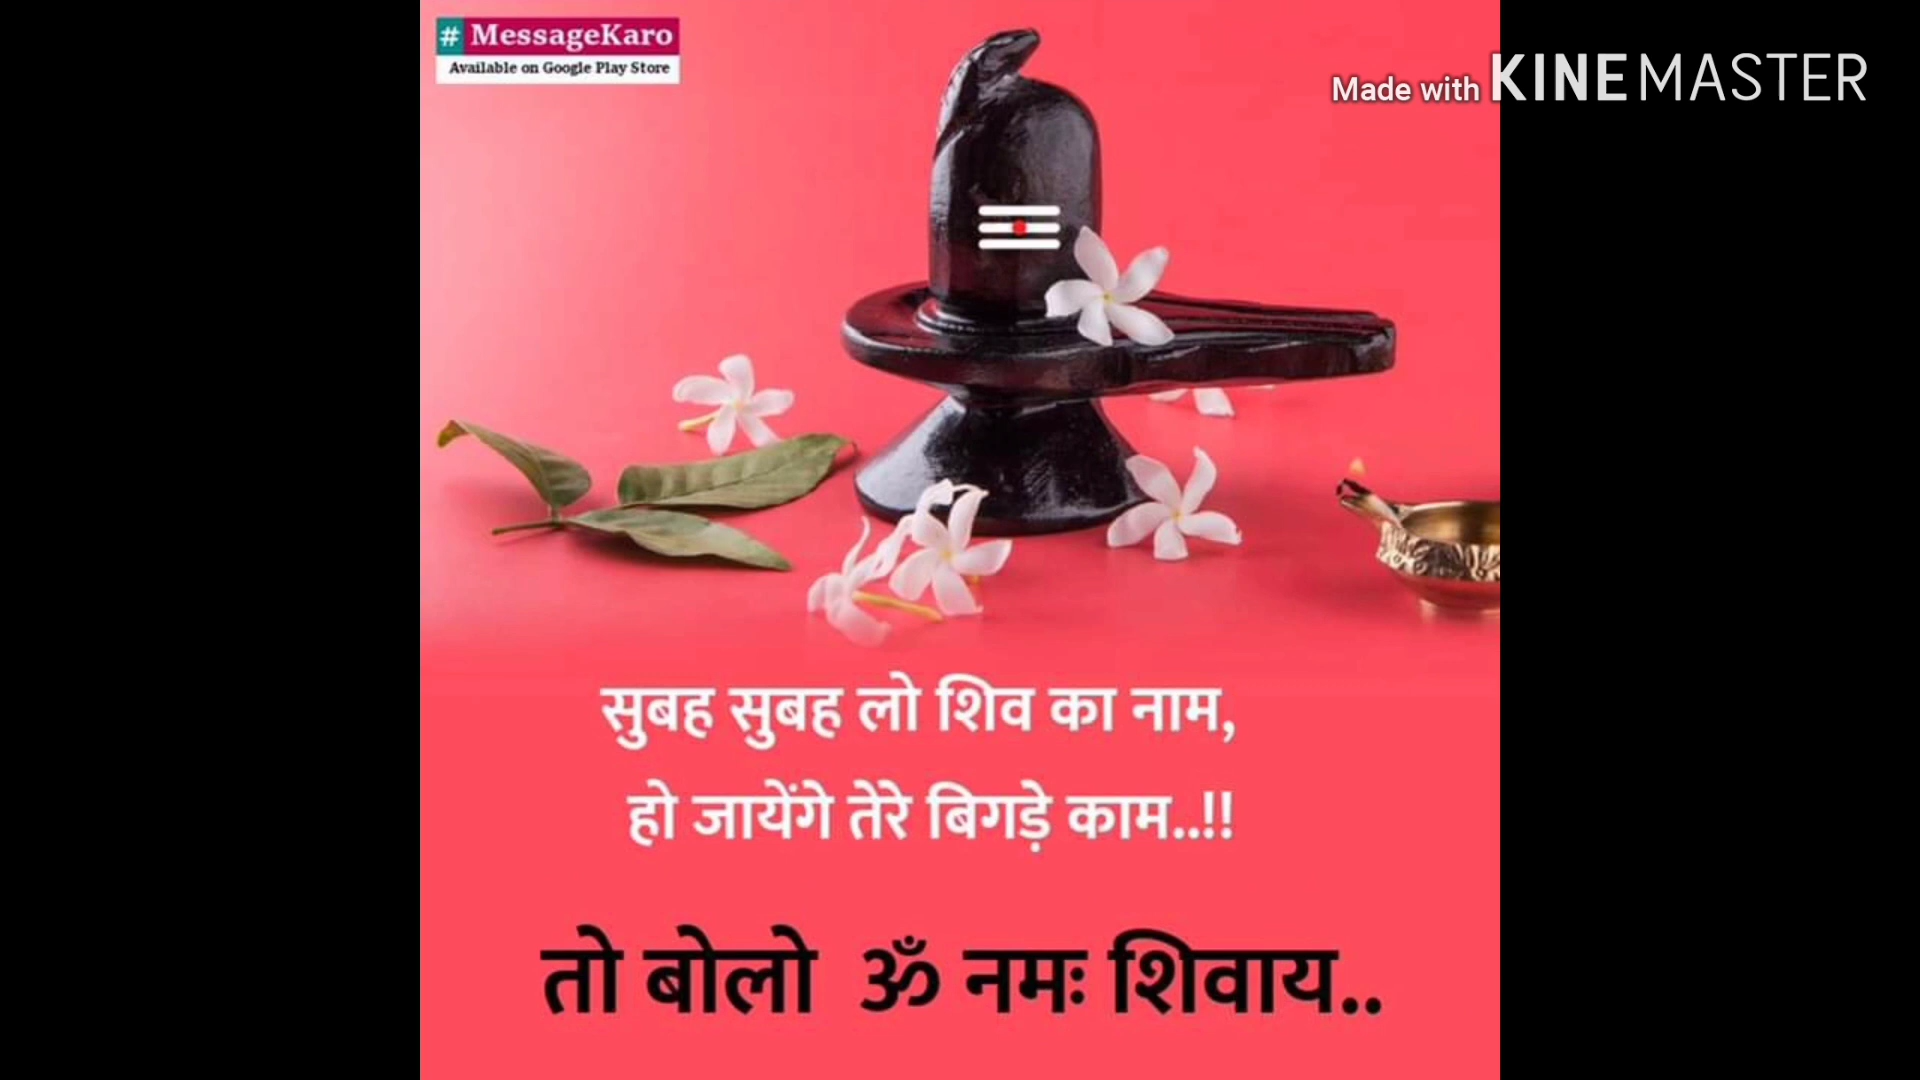 # MessageKaro
Available on Google Play Store
Made with KINEMASTER
सुबह सुबह लो शिव का नाम,
हो जायेंगे तेरे बिगड़े काम..!!
तो बोलो ॐ नमः शिवाय..